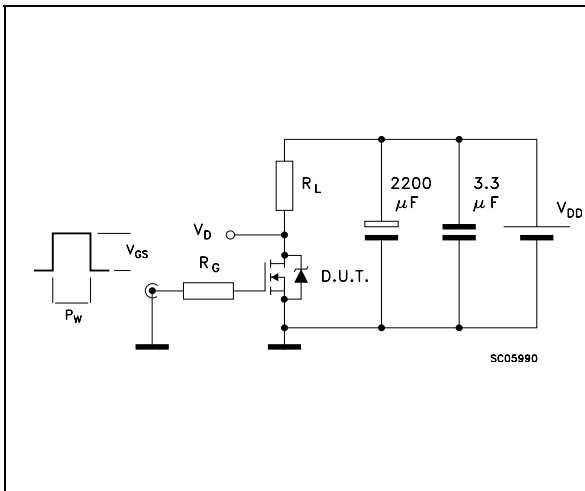 R_L
2200
μF
3.3
μF
V_DD
V_D
V_GS
R_G
D.U.T.
P_W
SC05990